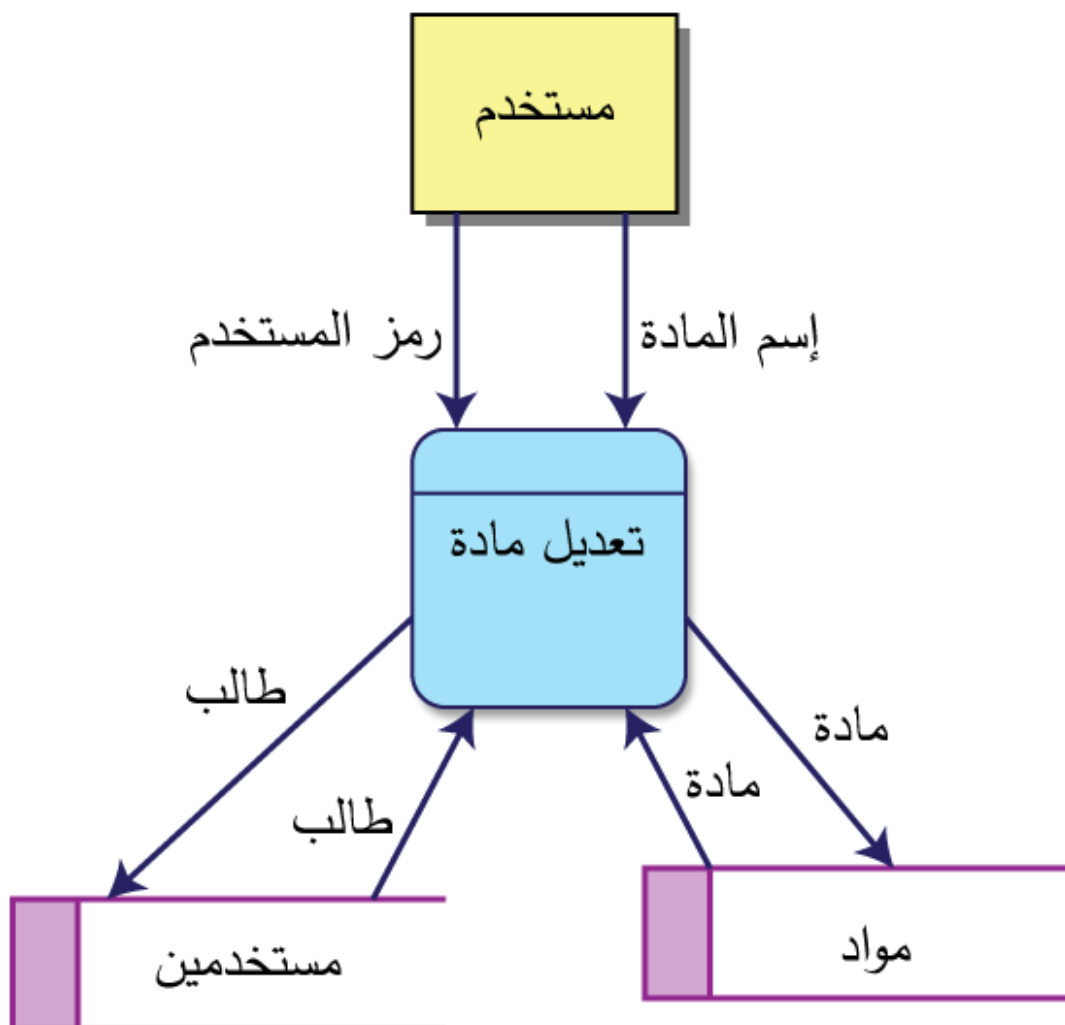 مستخدم
إسم المادة
رمز المستخدم
تعديل مادة
طالب
مادة
مادة
طالب
مواد
مستخدمين